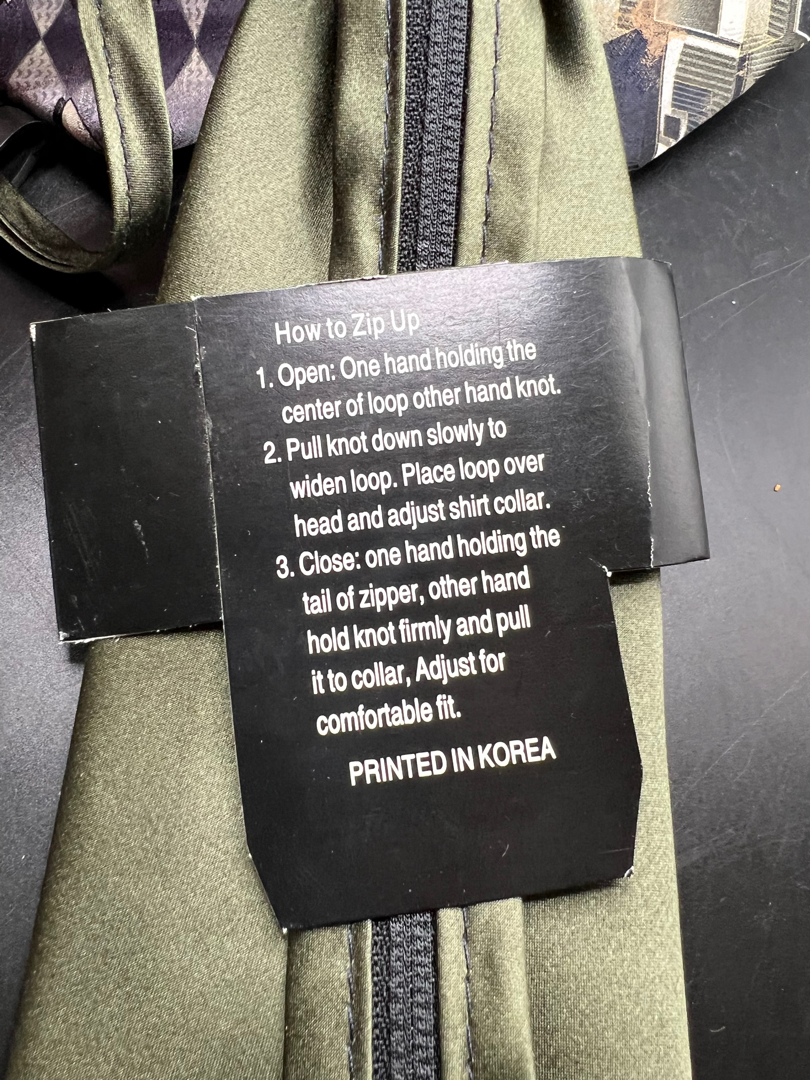 How to Zip Up
1. Open: One hand holding the
center of loop other hand knot.
2. Pull knot down slowly to
widen loop. Place loop over
head and adjust shirt collar.
3. Close: one hand holding the
tail of zipper, other hand
hold knot firmly and pull
it to collar, Adjust for
comfortable fit.
PRINTED IN KOREA